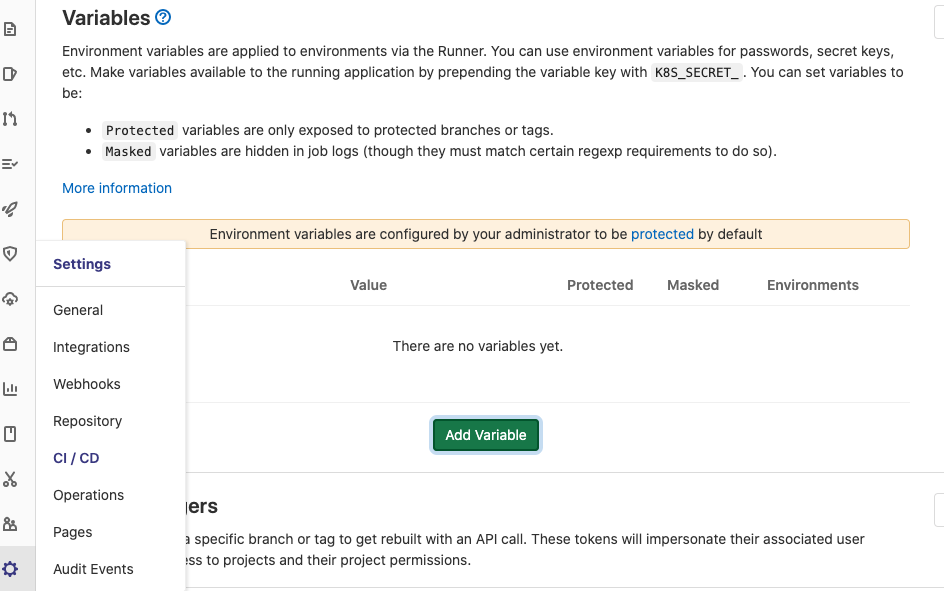 Variables
Environment variables are applied to environments via the Runner. You can use environment variables for passwords, secret keys,
etc. Make variables available to the running application by prepending the variable key with K8S_SECRET_ . You can set variables to
be:
• Protected variables are only exposed to protected branches or tags.
• Masked variables are hidden in job logs (though they must match certain regexp requirements to do so).
More information
Environment variables are configured by your administrator to be protected by default
Value Protected Masked Environments
There are no variables yet.
Add Variable
Settings
General
Integrations
Webhooks
Repository
CI / CD
Operations
Pages
Audit Events
gers
a specific branch or tag to get rebuilt with an API call. These tokens will impersonate their associated user
ess to projects and their project permissions.